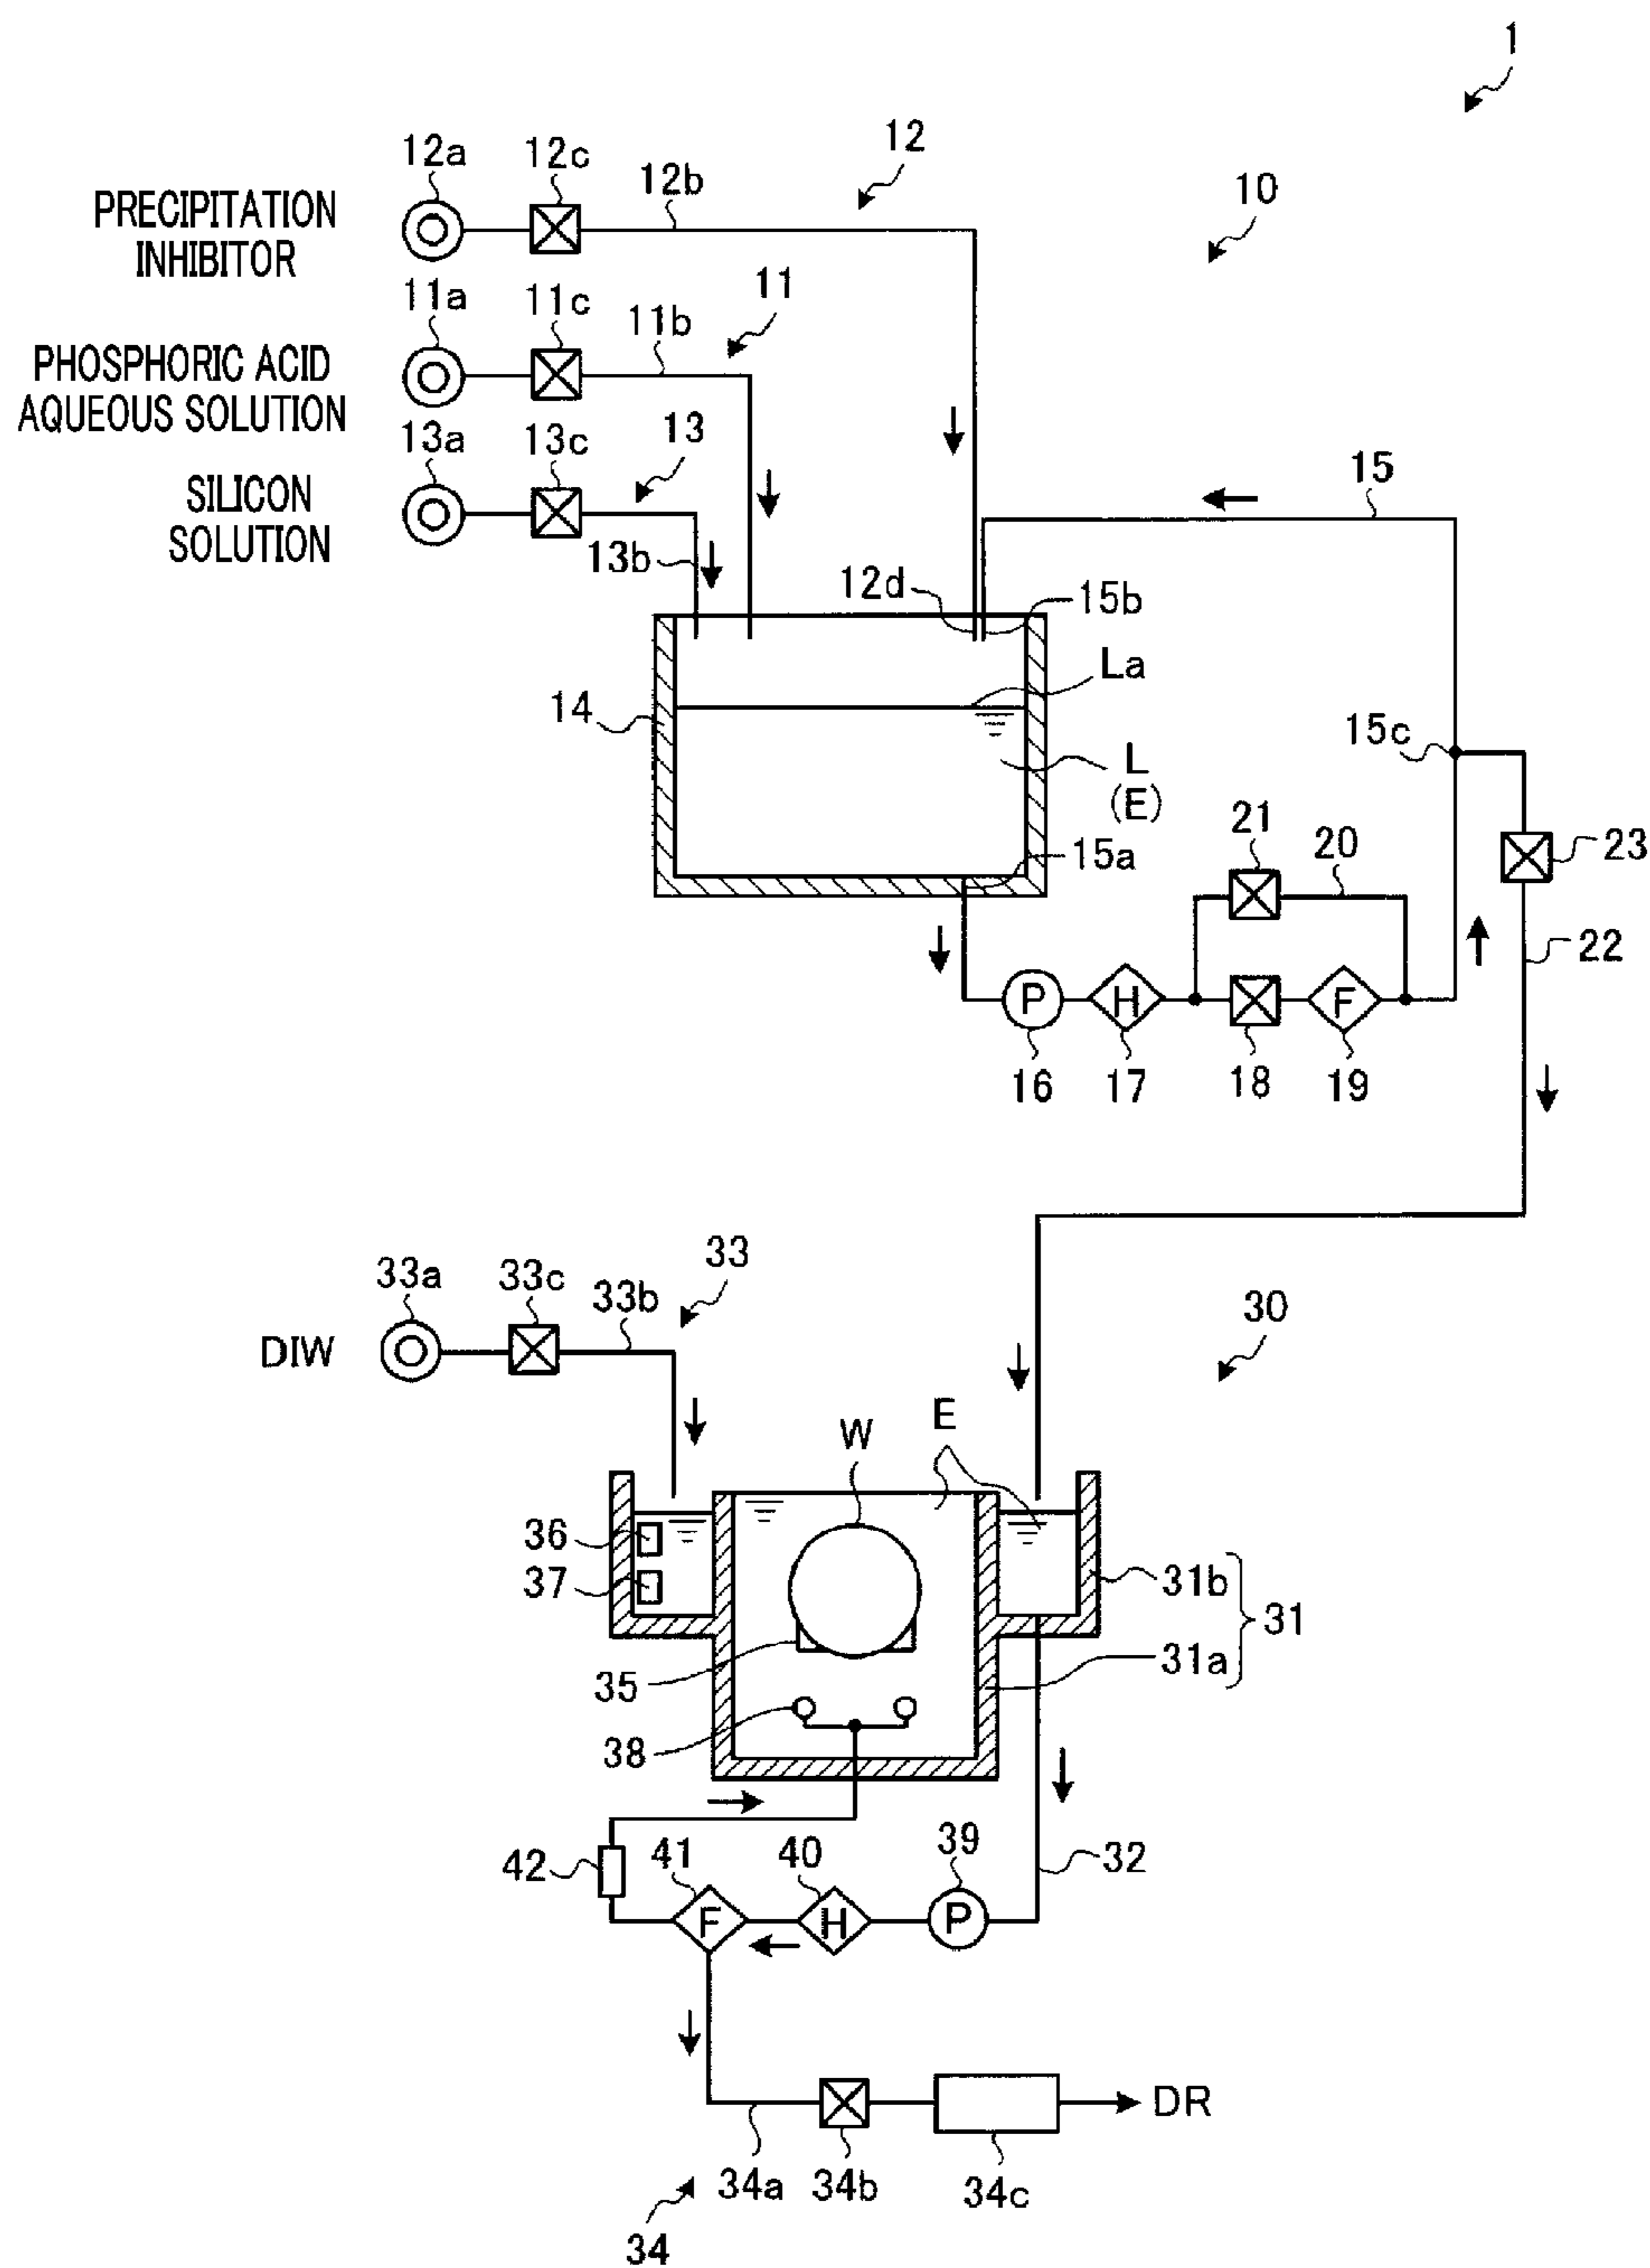 1
12a
12c
12b
12
10
PRECIPITATION
INHIBITOR
11a
11c
11b
11
PHOSPHORIC ACID
AQUEOUS SOLUTION
13a
13c
13
15
SILICON
SOLUTION
13b
12d
15b
La
14
15c
L
(E)
21
20
23
15a
22
P
H
F
16
17
18
19
33a
33c
33b
33
30
DIW
W
E
36
37
31b
31
31a
35
38
42
41
40
39
32
F
H
P
DR
34a
34b
34c
34